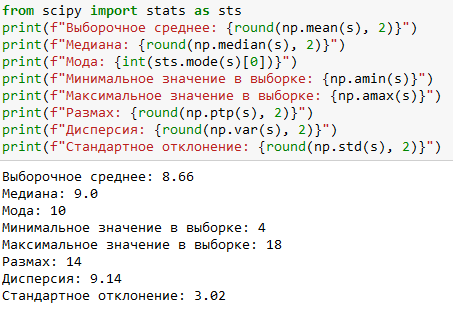 from scipy import stats as sts
print(f"Выборочное среднее: {round(np.mean(s), 2)}")
print(f"Медиана: {round(np.median(s), 2)}")
print(f"Мода: {int(sts.mode(s)[0])}")
print(f"Минимальное значение в выборке: {np.amin(s)}")
print(f"Максимальное значение в выборке: {np.amax(s)}")
print(f"Размах: {round(np.ptp(s), 2)}")
print(f"Дисперсия: {round(np.var(s), 2)}")
print(f"Стандартное отклонение: {round(np.std(s), 2)}")
Выборочное среднее: 8.66
Медиана: 9.0
Мода: 10
Минимальное значение в выборке: 4
Максимальное значение в выборке: 18
Размах: 14
Дисперсия: 9.14
Стандартное отклонение: 3.02